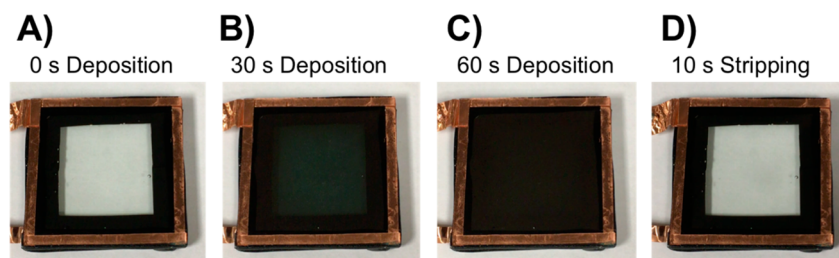 A)
0 s Deposition
B)
30 s Deposition
C)
60 s Deposition
D)
10 s Stripping